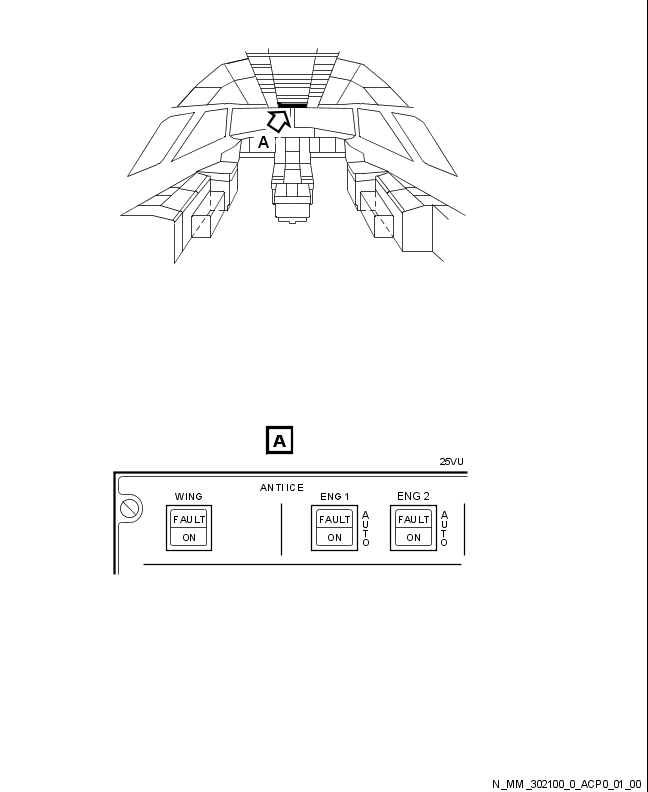 A
A
25VU
ANTI ICE
WING
ENG 1
ENG 2
FAULT
ON
FAULT
ON
AUTO
FAULT
ON
AUTO
N_MM_302100_0_ACP0_01_00